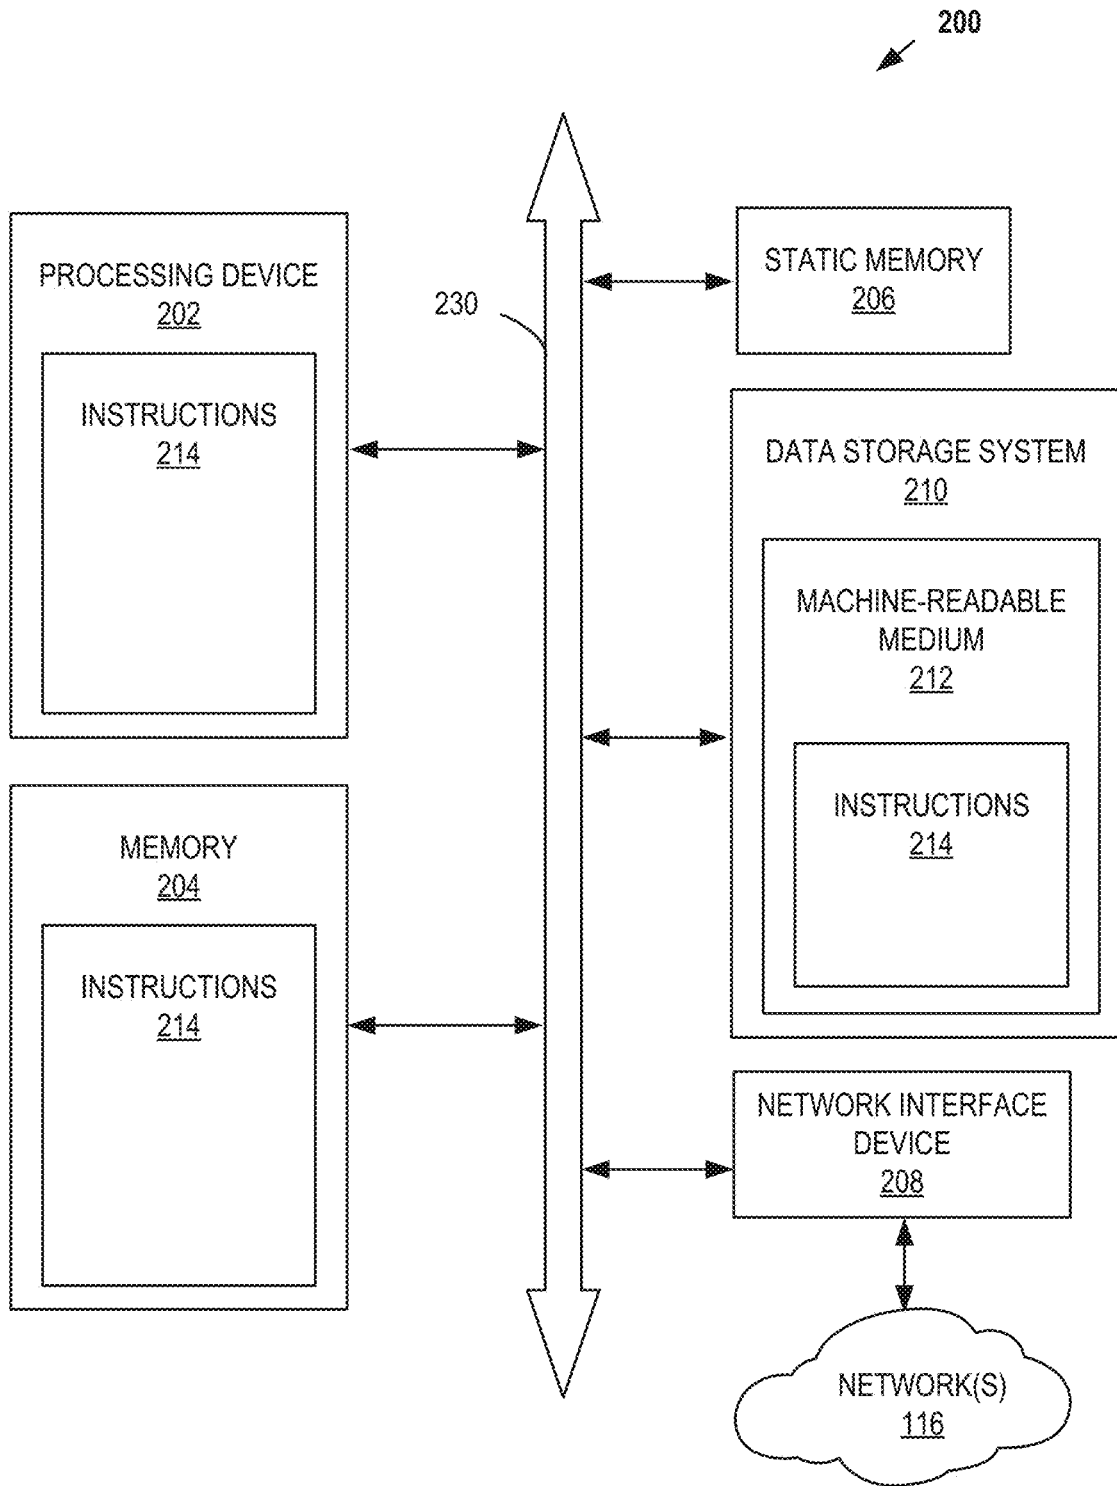 200
PROCESSING DEVICE
202
INSTRUCTIONS
214
230
STATIC MEMORY
206
DATA STORAGE SYSTEM
210
MACHINE-READABLE
MEDIUM
212
INSTRUCTIONS
214
MEMORY
204
INSTRUCTIONS
214
NETWORK INTERFACE
DEVICE
208
NETWORK(S)
116